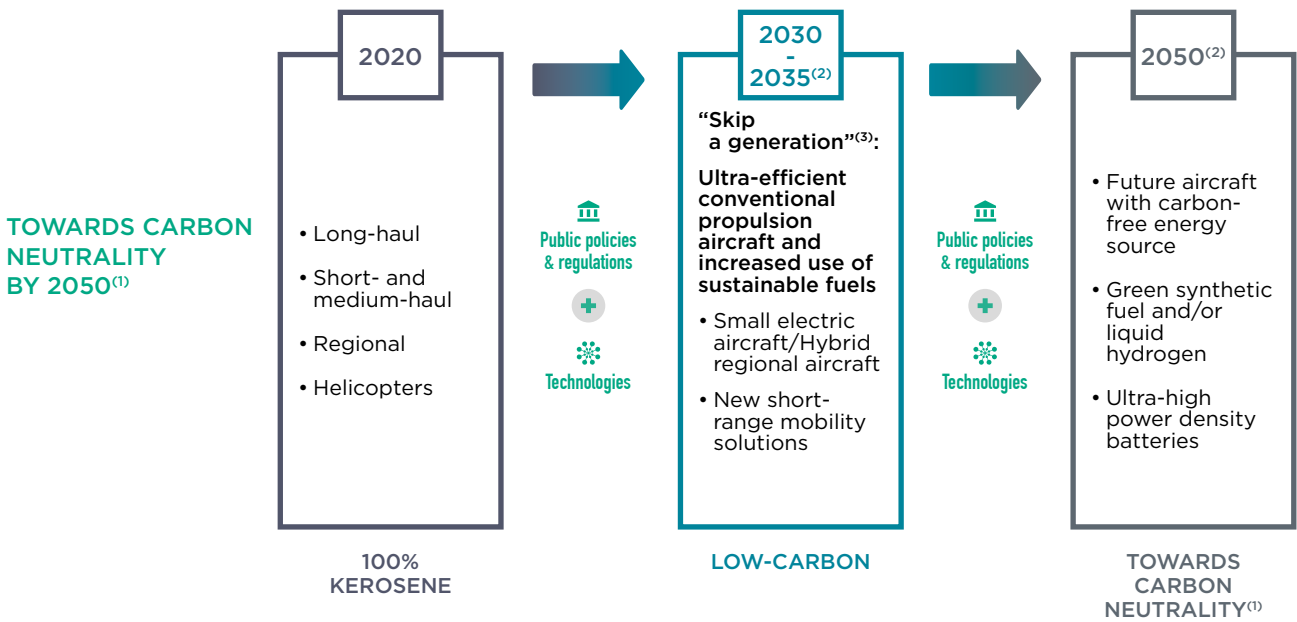 TOWARDS CARBON
NEUTRALITY
BY 2050(1)
2020
• Long-haul
• Short- and
medium-haul
• Regional
• Helicopters
100%
KEROSENE
Public policies
& regulations
+
Technologies
2030
-
2035(2)
“Skip
a generation”(3):
Ultra-efficient
conventional
propulsion
aircraft and
increased use of
sustainable fuels
• Small electric
aircraft/Hybrid
regional aircraft
• New short-
range mobility
solutions
LOW-CARBON
Public policies
& regulations
+
Technologies
2050(2)
• Future aircraft
with carbon-
free energy
source
• Green synthetic
fuel and/or
liquid
hydrogen
• Ultra-high
power density
batteries
TOWARDS
CARBON
NEUTRALITY(1)